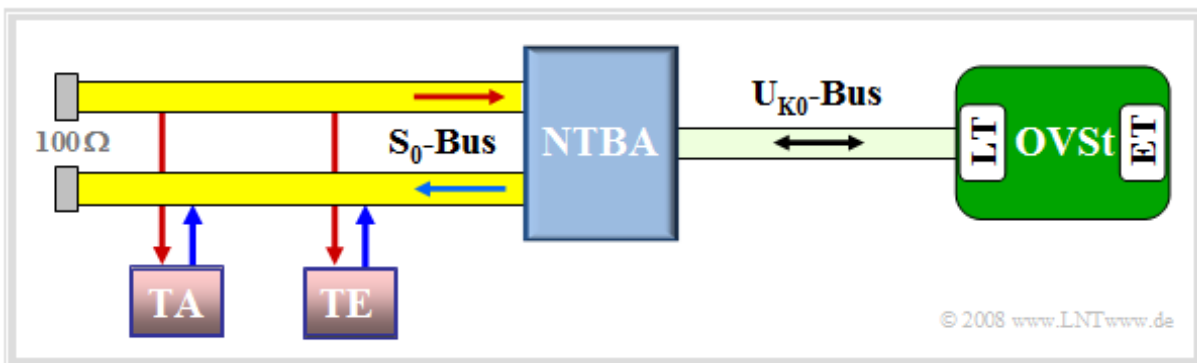 100 Ω
S0-Bus
NTBA
UK0-Bus
LT
OVSt
ET
TA
TE
© 2008 www.LNTwww.de